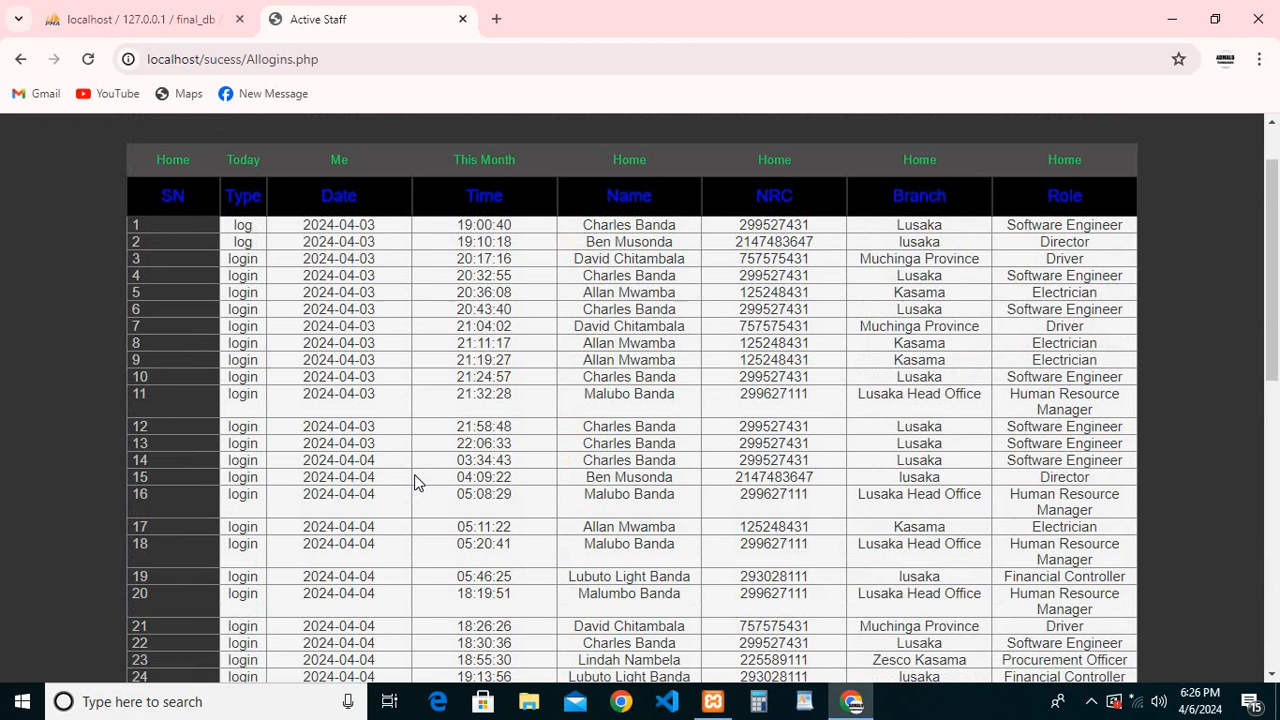 localhost / 127.0.0.1 / final_db
Active Staff
localhost/sucess/Allogins.php
ADMALO
Gmail YouTube Maps New Message
Home Today Me This Month Home Home Home Home
SN Type Date Time Name NRC Branch Role
1 log 2024-04-03 19:00:40 Charles Banda 299527431 Lusaka Software Engineer
2 log 2024-04-03 19:10:18 Ben Musonda 2147483647 lusaka Director
3 login 2024-04-03 20:17:16 David Chitambala 757575431 Muchinga Province Driver
4 login 2024-04-03 20:32:55 Charles Banda 299527431 Lusaka Software Engineer
5 login 2024-04-03 20:36:08 Allan Mwamba 125248431 Kasama Electrician
6 login 2024-04-03 20:43:40 Charles Banda 299527431 Lusaka Software Engineer
7 login 2024-04-03 21:04:02 David Chitambala 757575431 Muchinga Province Driver
8 login 2024-04-03 21:11:17 Allan Mwamba 125248431 Kasama Electrician
9 login 2024-04-03 21:19:27 Allan Mwamba 125248431 Kasama Electrician
10 login 2024-04-03 21:24:57 Charles Banda 299527431 Lusaka Software Engineer
11 login 2024-04-03 21:32:28 Malubo Banda 299627111 Lusaka Head Office Human Resource
Manager
12 login 2024-04-03 21:58:48 Charles Banda 299527431 Lusaka Software Engineer
13 login 2024-04-03 22:06:33 Charles Banda 299527431 Lusaka Software Engineer
14 login 2024-04-04 03:34:43 Charles Banda 299527431 Lusaka Software Engineer
15 login 2024-04-04 04:09:22 Ben Musonda 2147483647 lusaka Director
16 login 2024-04-04 05:08:29 Malubo Banda 299627111 Lusaka Head Office Human Resource
Manager
17 login 2024-04-04 05:11:22 Allan Mwamba 125248431 Kasama Electrician
18 login 2024-04-04 05:20:41 Malubo Banda 299627111 Lusaka Head Office Human Resource
Manager
19 login 2024-04-04 05:46:25 Lubuto Light Banda 293028111 lusaka Financial Controller
20 login 2024-04-04 18:19:51 Malumbo Banda 299627111 Lusaka Head Office Human Resource
Manager
21 login 2024-04-04 18:26:26 David Chitambala 757575431 Muchinga Province Driver
22 login 2024-04-04 18:30:36 Charles Banda 299527431 Lusaka Software Engineer
23 login 2024-04-04 18:55:30 Lindah Nambela 225589111 Zesco Kasama Procurement Officer
24 login 2024-04-04 19:13:56 Lubuto Light Banda 293028111 lusaka Financial Controller
Type here to search
6:26 PM
4/6/2024
15